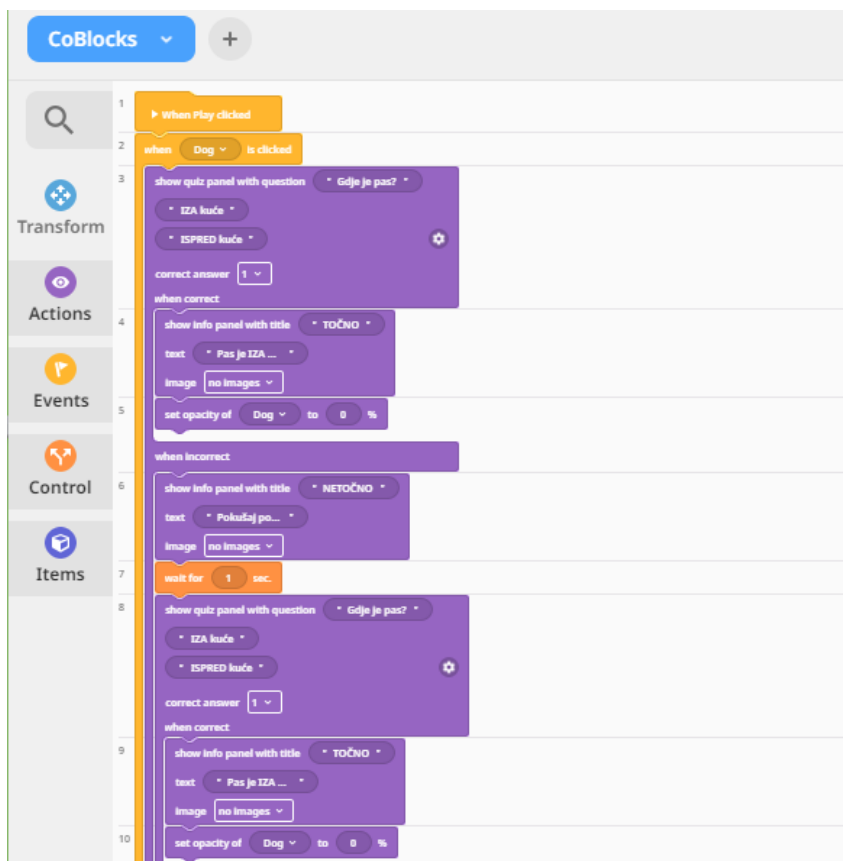 CoBlocks
+
1
When Play clicked
2
when Dog is clicked
3
show quiz panel with question " Gdje je pas? "
" IZA kuće "
" ISPRED kuće "
correct answer 1
when correct
4
show info panel with title " TOČNO "
text " Pas je IZA ... "
image no images
5
set opacity of Dog to 0 %
when incorrect
6
show info panel with title " NETOČNO "
text " Pokušaj po... "
image no images
7
wait for 1 sec.
8
show quiz panel with question " Gdje je pas? "
" IZA kuće "
" ISPRED kuće "
correct answer 1
when correct
9
show info panel with title " TOČNO "
text " Pas je IZA ... "
image no images
10
set opacity of Dog to 0 %
Transform
Actions
Events
Control
Items